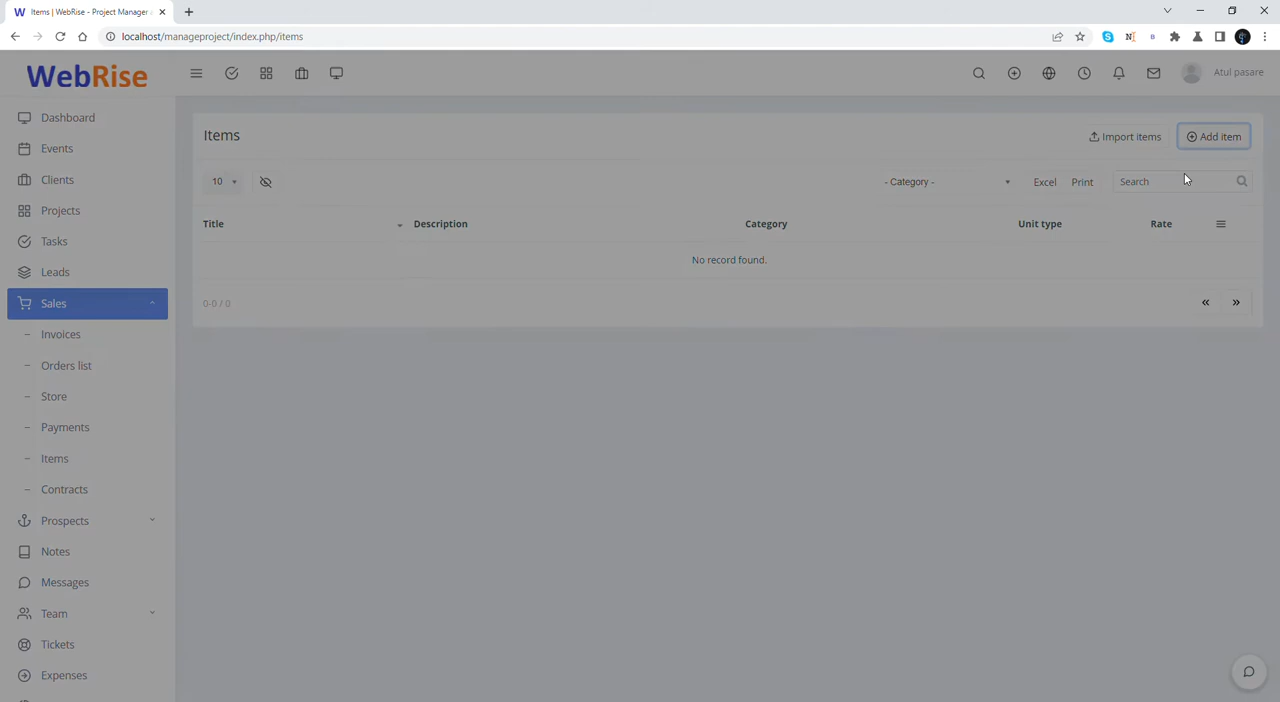 W Items | WebRise - Project Manager
localhost/manageproject/index.php/items
WebRise
Atul pasare
Dashboard
Events
Clients
Projects
Tasks
Leads
Sales
Invoices
Orders list
Store
Payments
Items
Contracts
Prospects
Notes
Messages
Team
Tickets
Expenses
Items
Import items
Add item
10
- Category -
Excel
Print
Search
Title
Description
Category
Unit type
Rate
No record found.
0-0 / 0
«
»